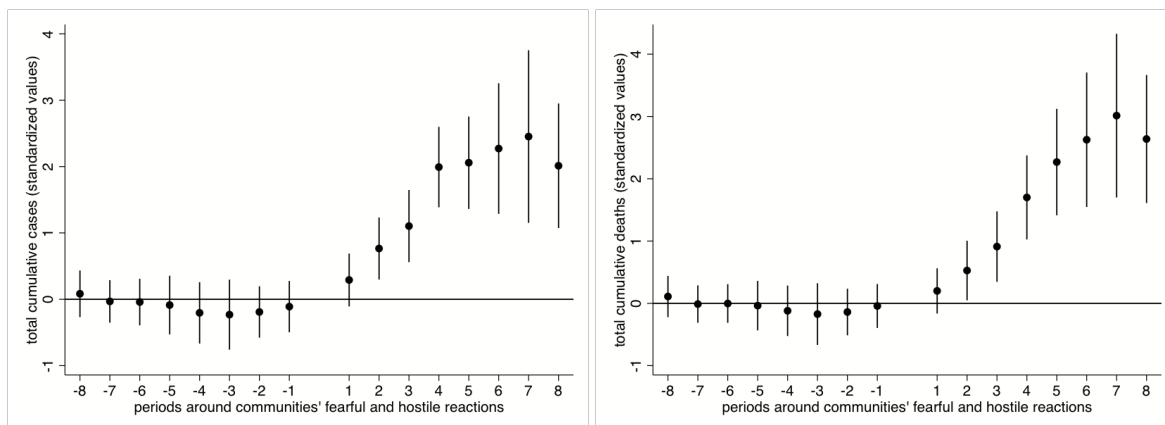 total cumulative cases (standardized values)
4
3
2
1
0
-1
-8 -7 -6 -5 -4 -3 -2 -1 1 2 3 4 5 6 7 8
periods around communities' fearful and hostile reactions
total cumulative deaths (standardized values)
4
3
2
1
0
-1
-8 -7 -6 -5 -4 -3 -2 -1 1 2 3 4 5 6 7 8
periods around communities' fearful and hostile reactions